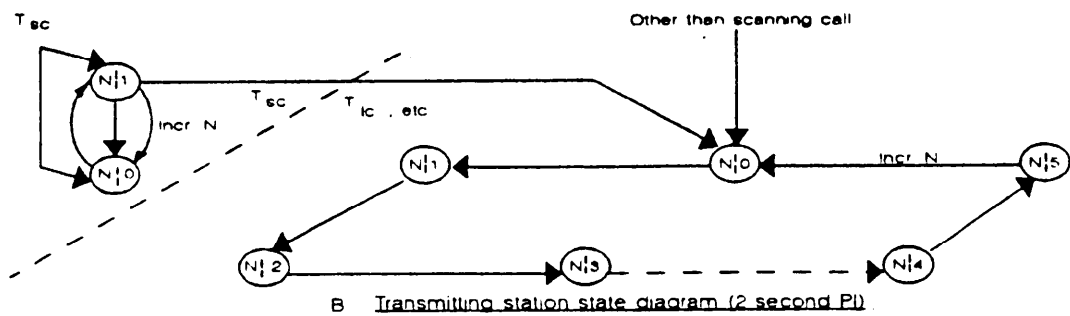 T sc
Other than scanning call
N¦1
T sc
T lc , etc
Incr N
N¦0
N¦1
N¦0
Incr N
N¦5
N¦2
N¦3
N¦4
B Transmitting station state diagram (2 second PI)